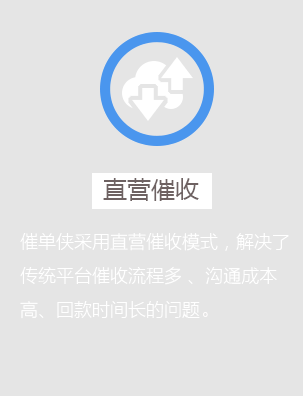 直营催收
催单侠采用直营催收模式，解决了
传统平台催收流程多、沟通成本
高、回款时间长的问题。